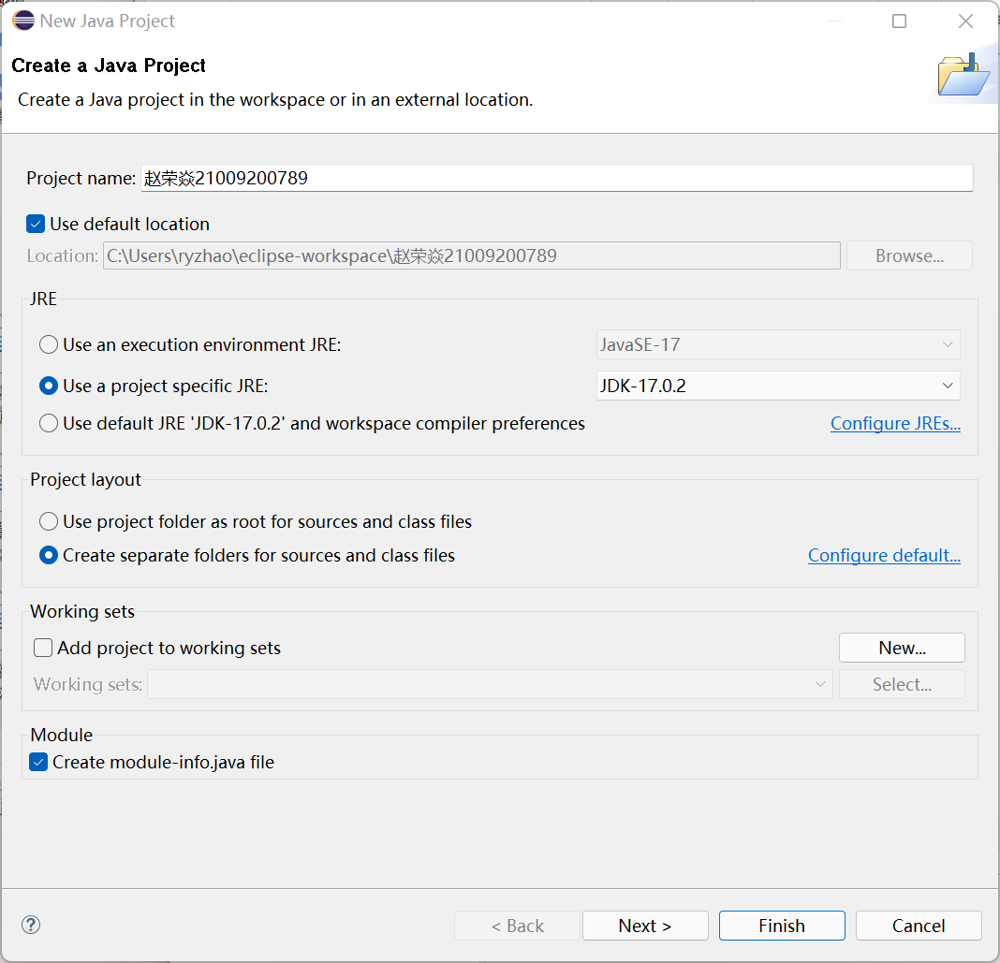 New Java Project
Create a Java Project
Create a Java project in the workspace or in an external location.
Project name: 赵荣焱21009200789
Use default location
Location: C:\Users\ryzhao\eclipse-workspace\赵荣焱21009200789 Browse...
JRE
Use an execution environment JRE: JavaSE-17
Use a project specific JRE: JDK-17.0.2
Use default JRE 'JDK-17.0.2' and workspace compiler preferences Configure JREs...
Project layout
Use project folder as root for sources and class files
Create separate folders for sources and class files Configure default...
Working sets
Add project to working sets New...
Working sets: Select...
Module
Create module-info.java file
? < Back Next > Finish Cancel